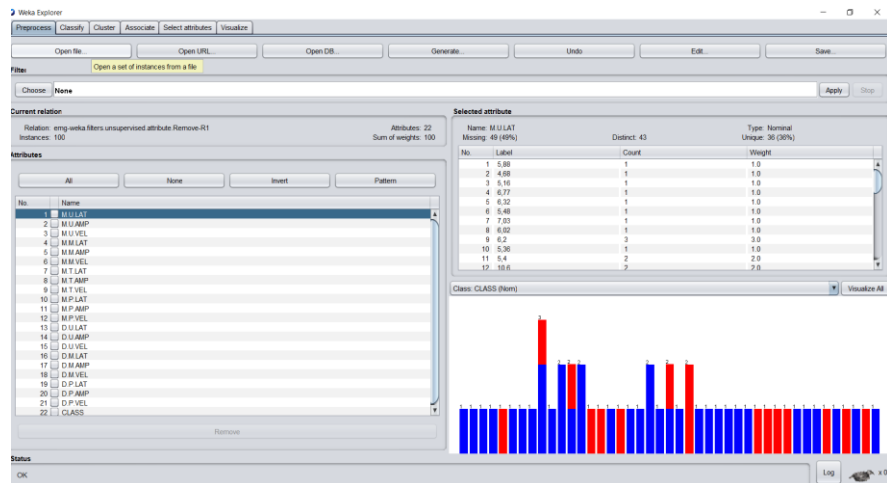 Weka Explorer
Preprocess Classify Cluster Associate Select attributes Visualize
Open file... Open URL... Open DB... Generate... Undo Edit... Save...
Filter
Open a set of instances from a file
Choose None Apply Stop
Current relation
Relation: emg-weka.filters.unsupervised.attribute.Remove-R1 Attributes: 22
Instances: 100 Sum of weights: 100
Attributes
All None Invert Pattern
No. Name
1 M.U.LAT
2 M.U.AMP
3 M.U.VEL
4 M.M.LAT
5 M.M.AMP
6 M.M.VEL
7 M.T.LAT
8 M.T.AMP
9 M.T.VEL
10 M.P.LAT
11 M.P.AMP
12 M.P.VEL
13 D.U.LAT
14 D.U.AMP
15 D.U.VEL
16 D.M.LAT
17 D.M.AMP
18 D.M.VEL
19 D.P.LAT
20 D.P.AMP
21 D.P.VEL
22 CLASS
Remove
Selected attribute
Name: M.U.LAT Type: Nominal
Missing: 49 (49%) Distinct: 43 Unique: 36 (36%)
No. Label Count Weight
1 5,88 1 1.0
2 4,68 1 1.0
3 5,16 1 1.0
4 6,77 1 1.0
5 6,32 1 1.0
6 5,48 1 1.0
7 7,03 1 1.0
8 6,02 1 1.0
9 6,2 3 3.0
10 5,36 1 1.0
11 5,4 2 2.0
12 10,6 2 2.0
Class: CLASS (Nom) Visualize All
Status
OK
Log x 0